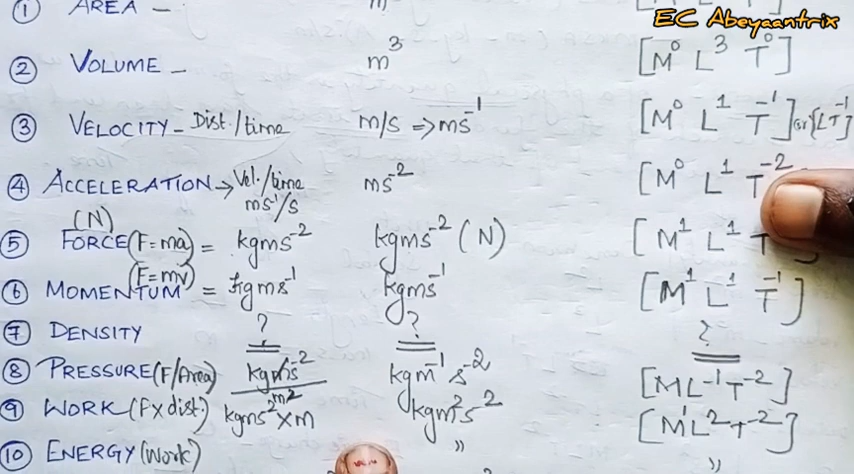 ① AREA –
EC Abeyaantrix
② VOLUME – m³ [M⁰ L³ T⁰]
③ VELOCITY – Dist./time m/s ⇒ ms⁻¹ [M⁰ L¹ T⁻¹] or [LT⁻¹]
④ ACCELERATION → Vel./time ms⁻² [M⁰ L¹ T⁻²
ms⁻¹/s
(N)
⑤ FORCE (F=ma) = kgms⁻² kgms⁻² (N) [M¹ L¹ T
(F=mv)
⑥ MOMENTUM = kgms⁻¹ kgms⁻¹ [M¹ L¹ T⁻¹]
⑦ DENSITY ? ? ?
⑧ PRESSURE (F/Area) kgms⁻²/m² kgm⁻¹s⁻² [ML⁻¹T⁻²]
⑨ WORK (F×dist.) kgms⁻²×m kgm²s⁻² [M¹L²T⁻²]
⑩ ENERGY (Work) " "